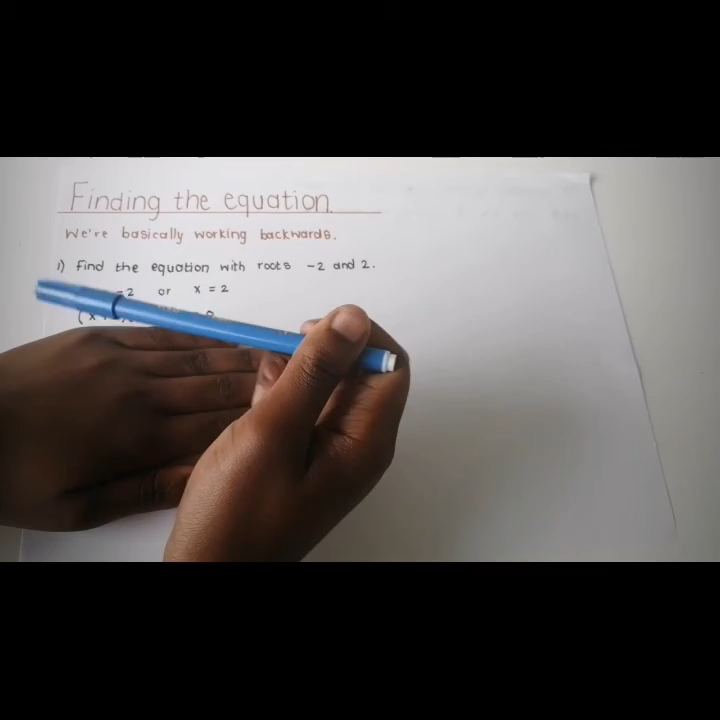 Finding the equation.
We're basically working backwards.
1) Find the equation with roots -2 and 2.
-2 or x = 2
(x